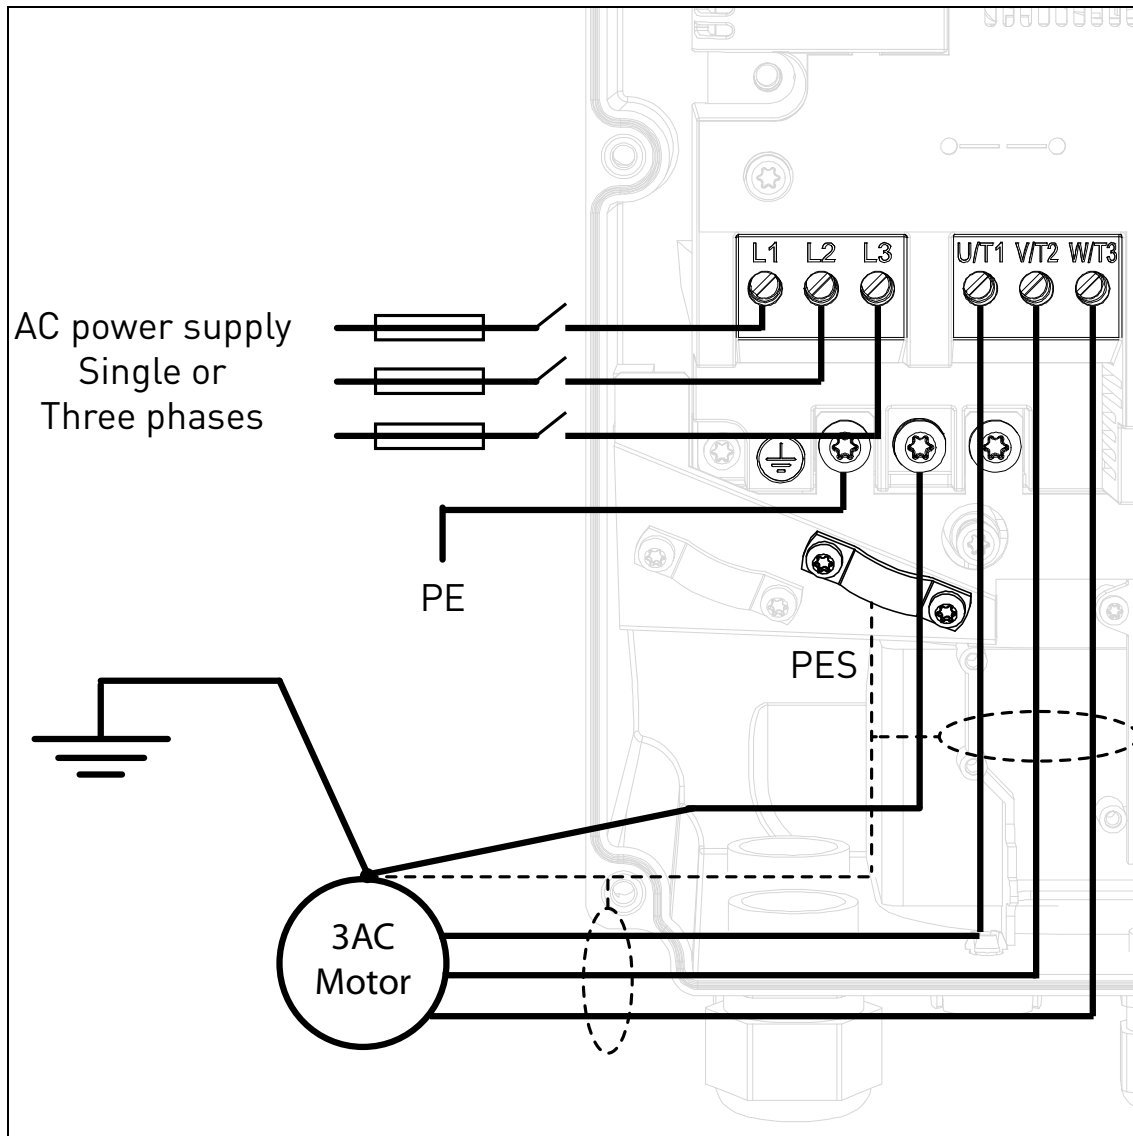 L1 L2 L3 U/T1 V/T2 W/T3
AC power supply
Single or
Three phases
PE
PES
3AC
Motor